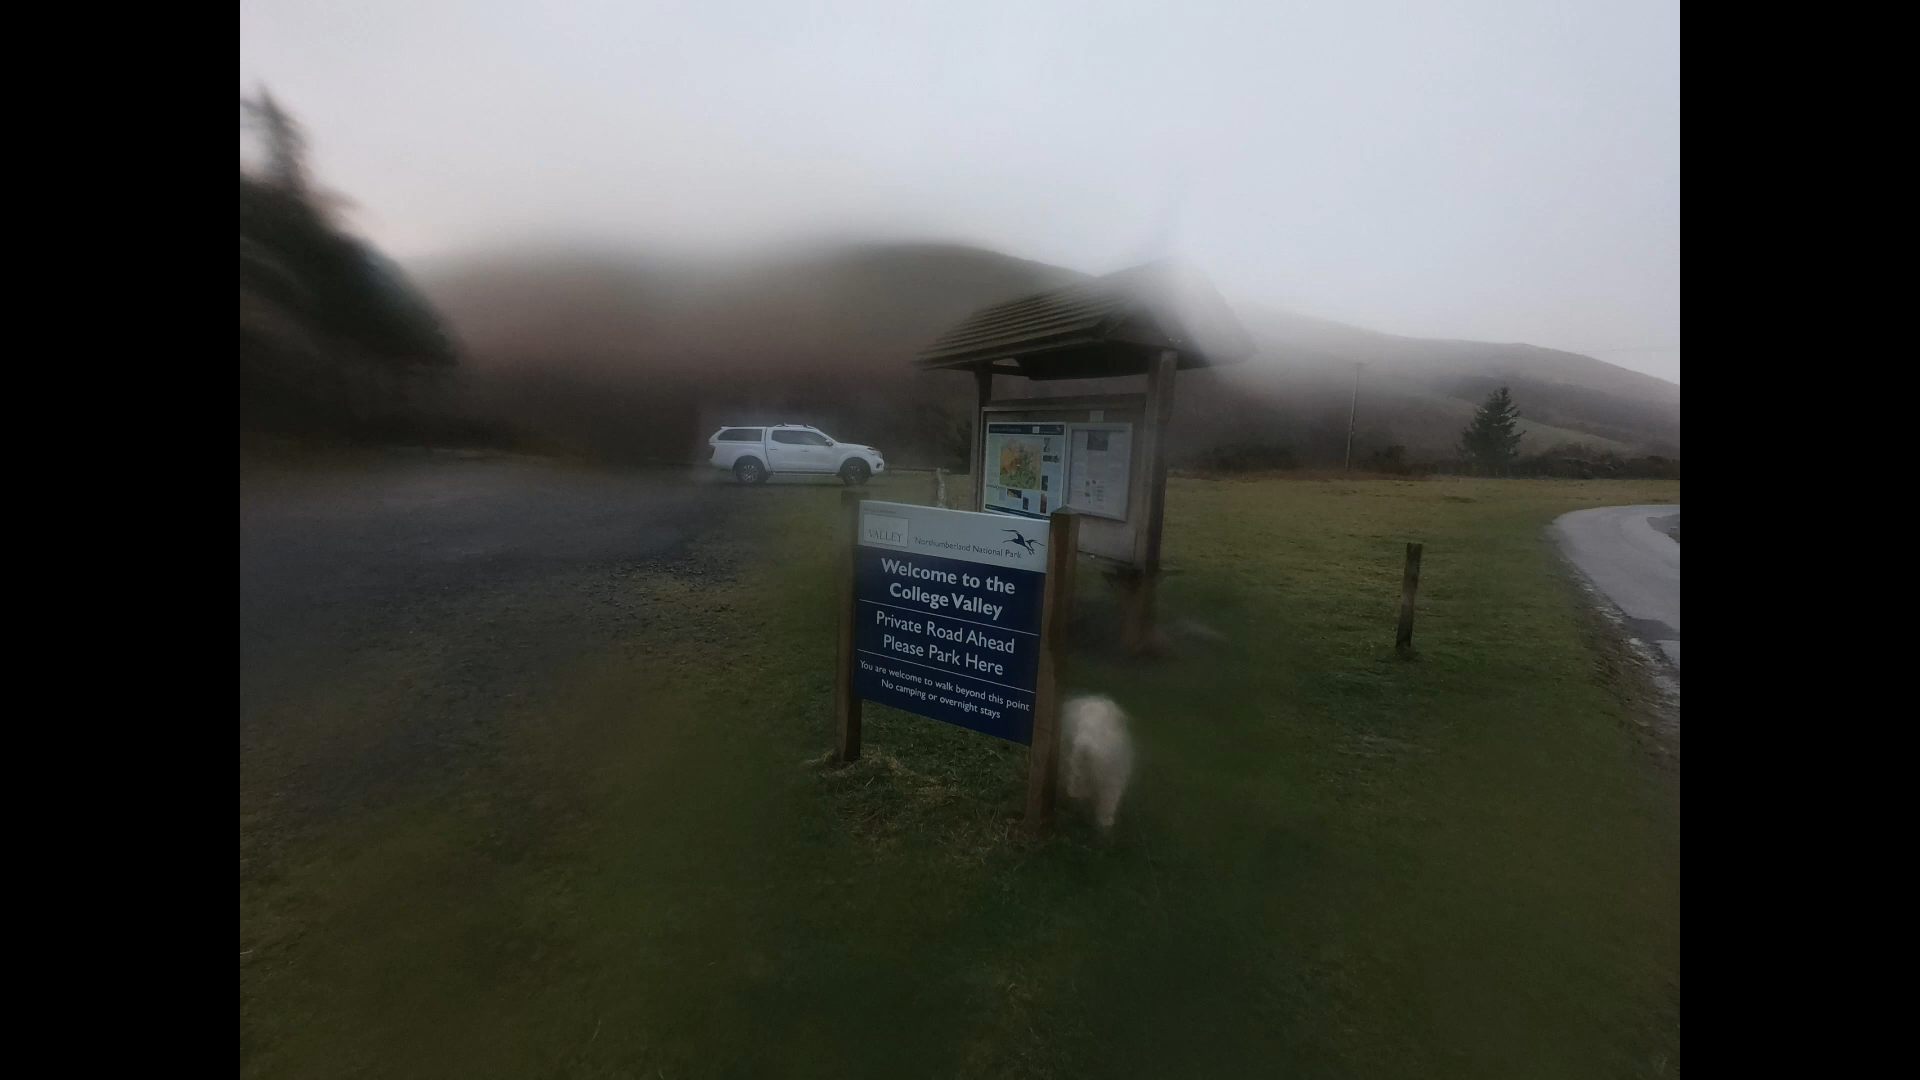 VALLEY
Northumberland National Park
Welcome to the
College Valley
Private Road Ahead
Please Park Here
You are welcome to walk beyond this point
No camping or overnight stays